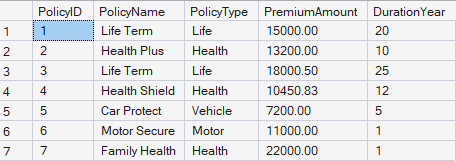 PolicyID PolicyName PolicyType PremiumAmount DurationYear
1 1 Life Term Life 15000.00 20
2 2 Health Plus Health 13200.00 10
3 3 Life Term Life 18000.50 25
4 4 Health Shield Health 10450.83 12
5 5 Car Protect Vehicle 7200.00 5
6 6 Motor Secure Motor 11000.00 1
7 7 Family Health Health 22000.00 1